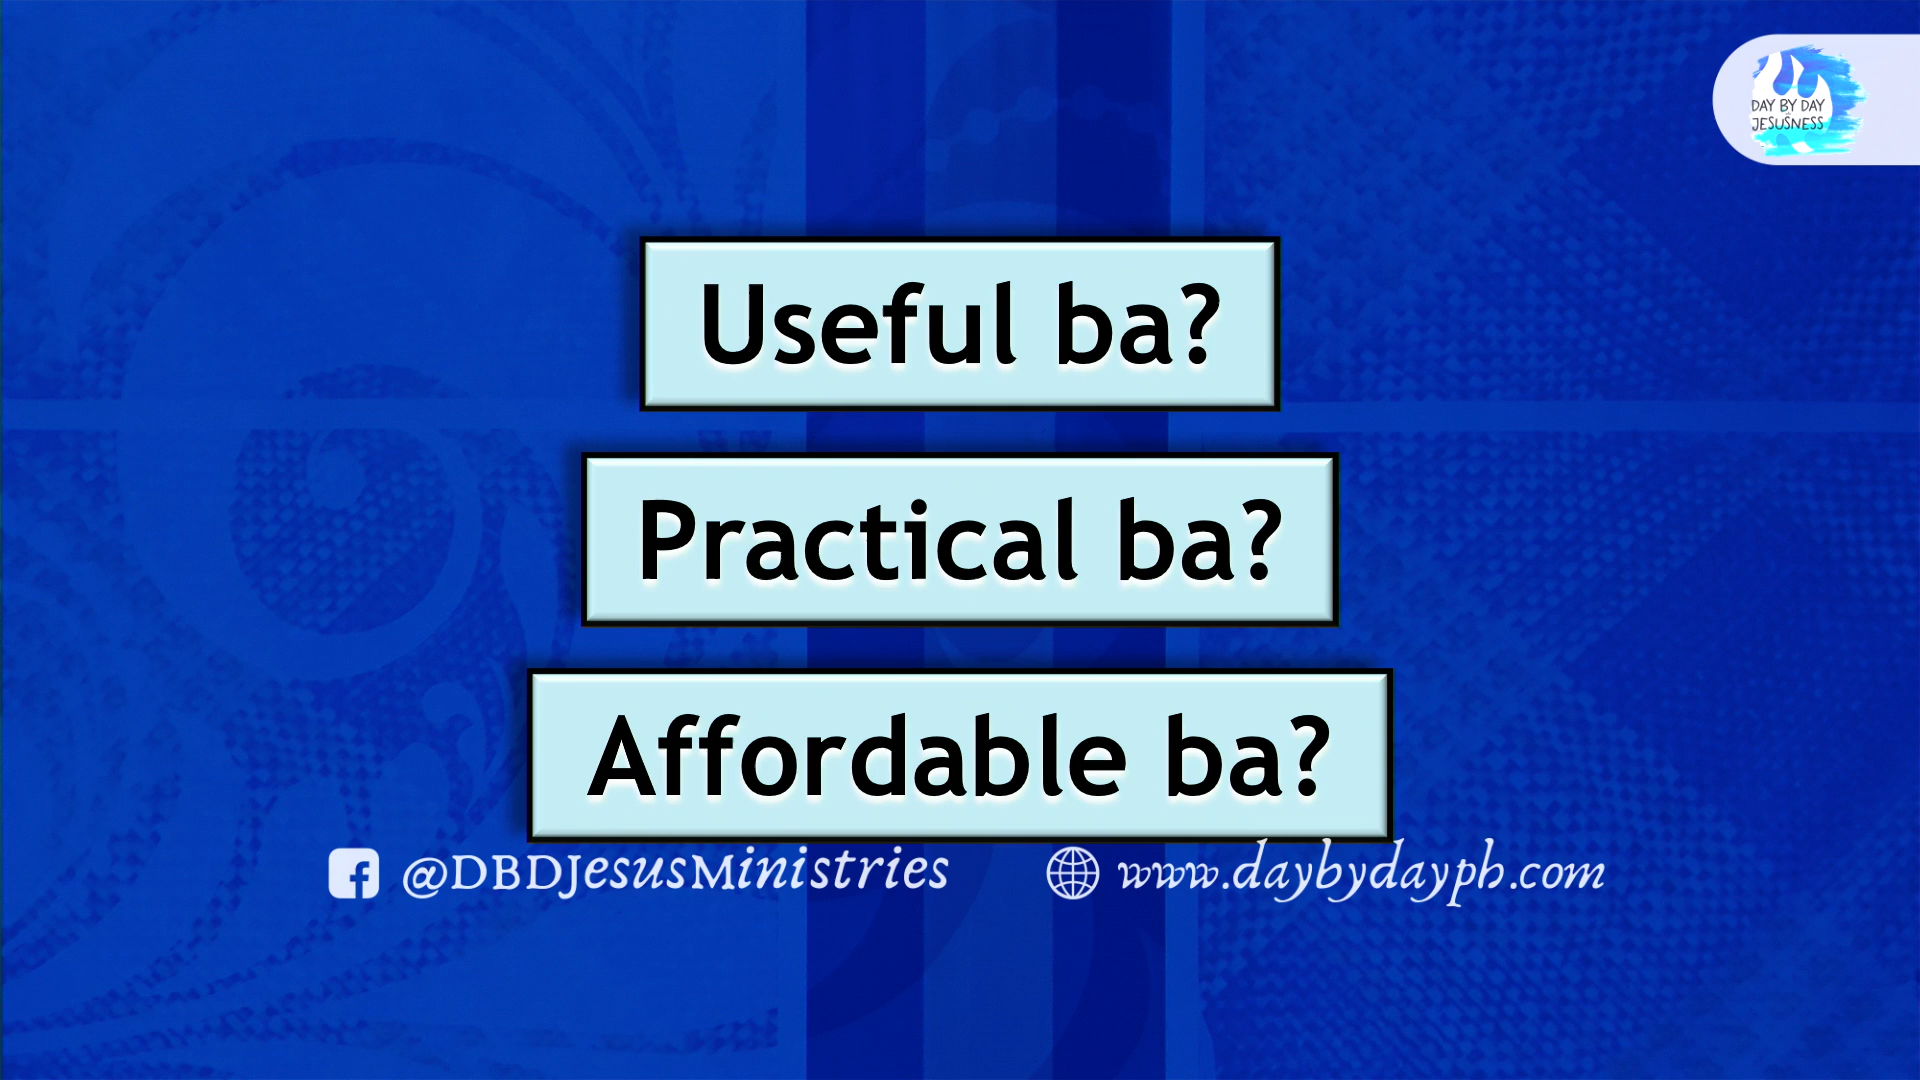 DAY BY DAY
JESUSNESS
Useful ba?
Practical ba?
Affordable ba?
@DBDJesusMinistries
www.daybydayph.com